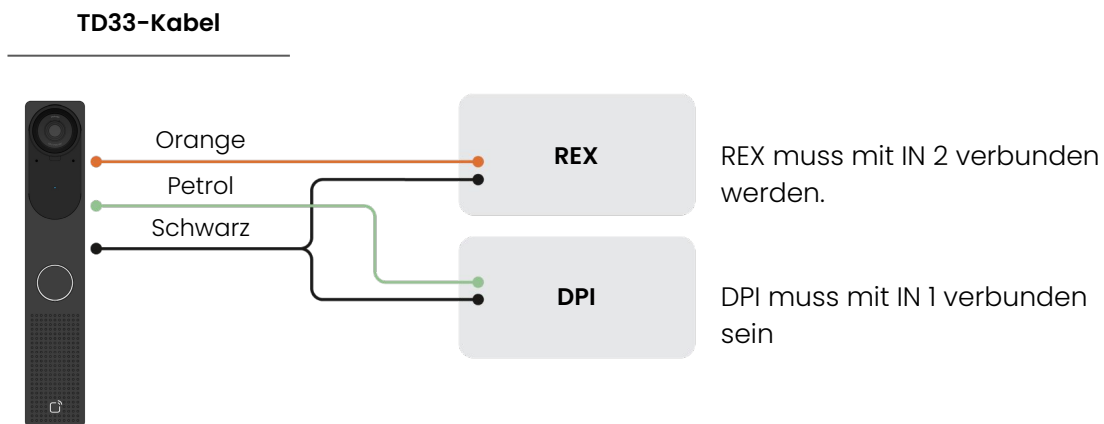 TD33-Kabel
Orange
Petrol
Schwarz
REX
REX muss mit IN 2 verbunden
werden.
DPI
DPI muss mit IN 1 verbunden
sein